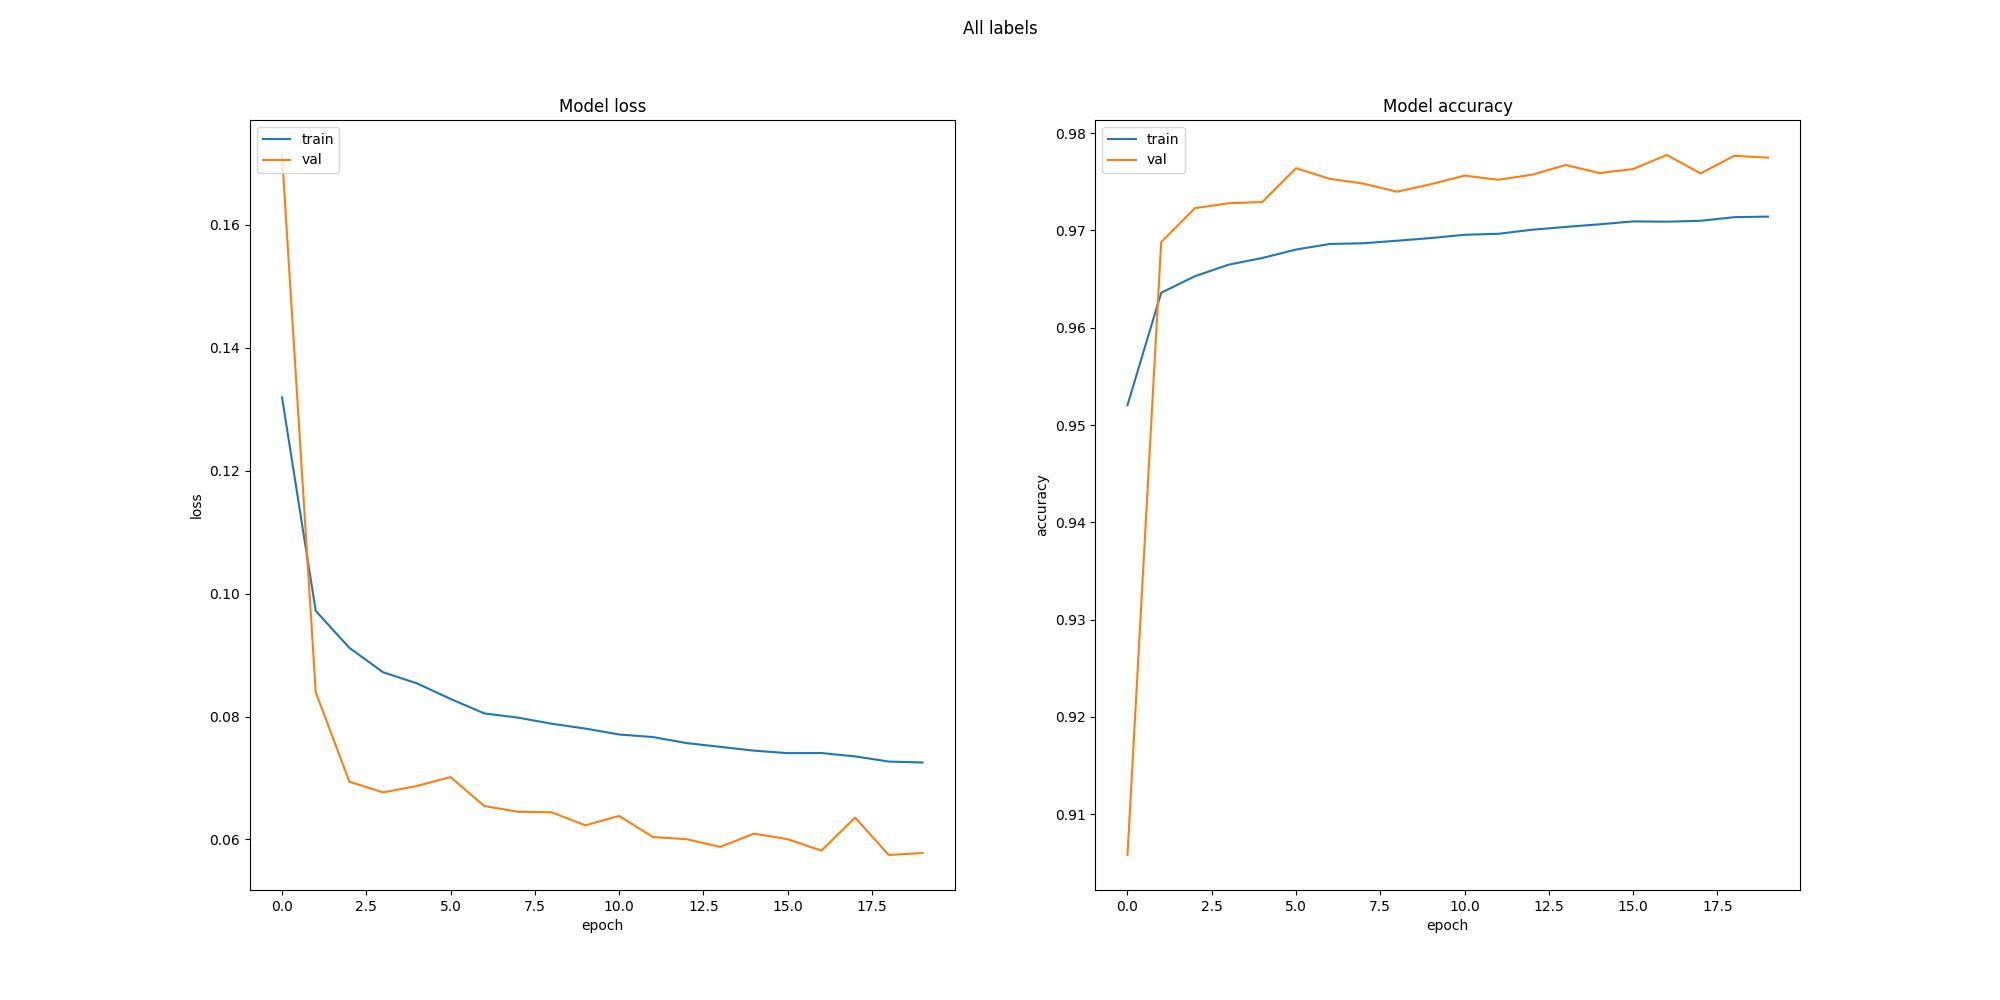 All labels
Model loss
train
val
0.16
0.14
0.12
0.10
0.08
0.06
loss
0.0 2.5 5.0 7.5 10.0 12.5 15.0 17.5
epoch
Model accuracy
train
val
0.98
0.97
0.96
0.95
0.94
0.93
0.92
0.91
accuracy
0.0 2.5 5.0 7.5 10.0 12.5 15.0 17.5
epoch